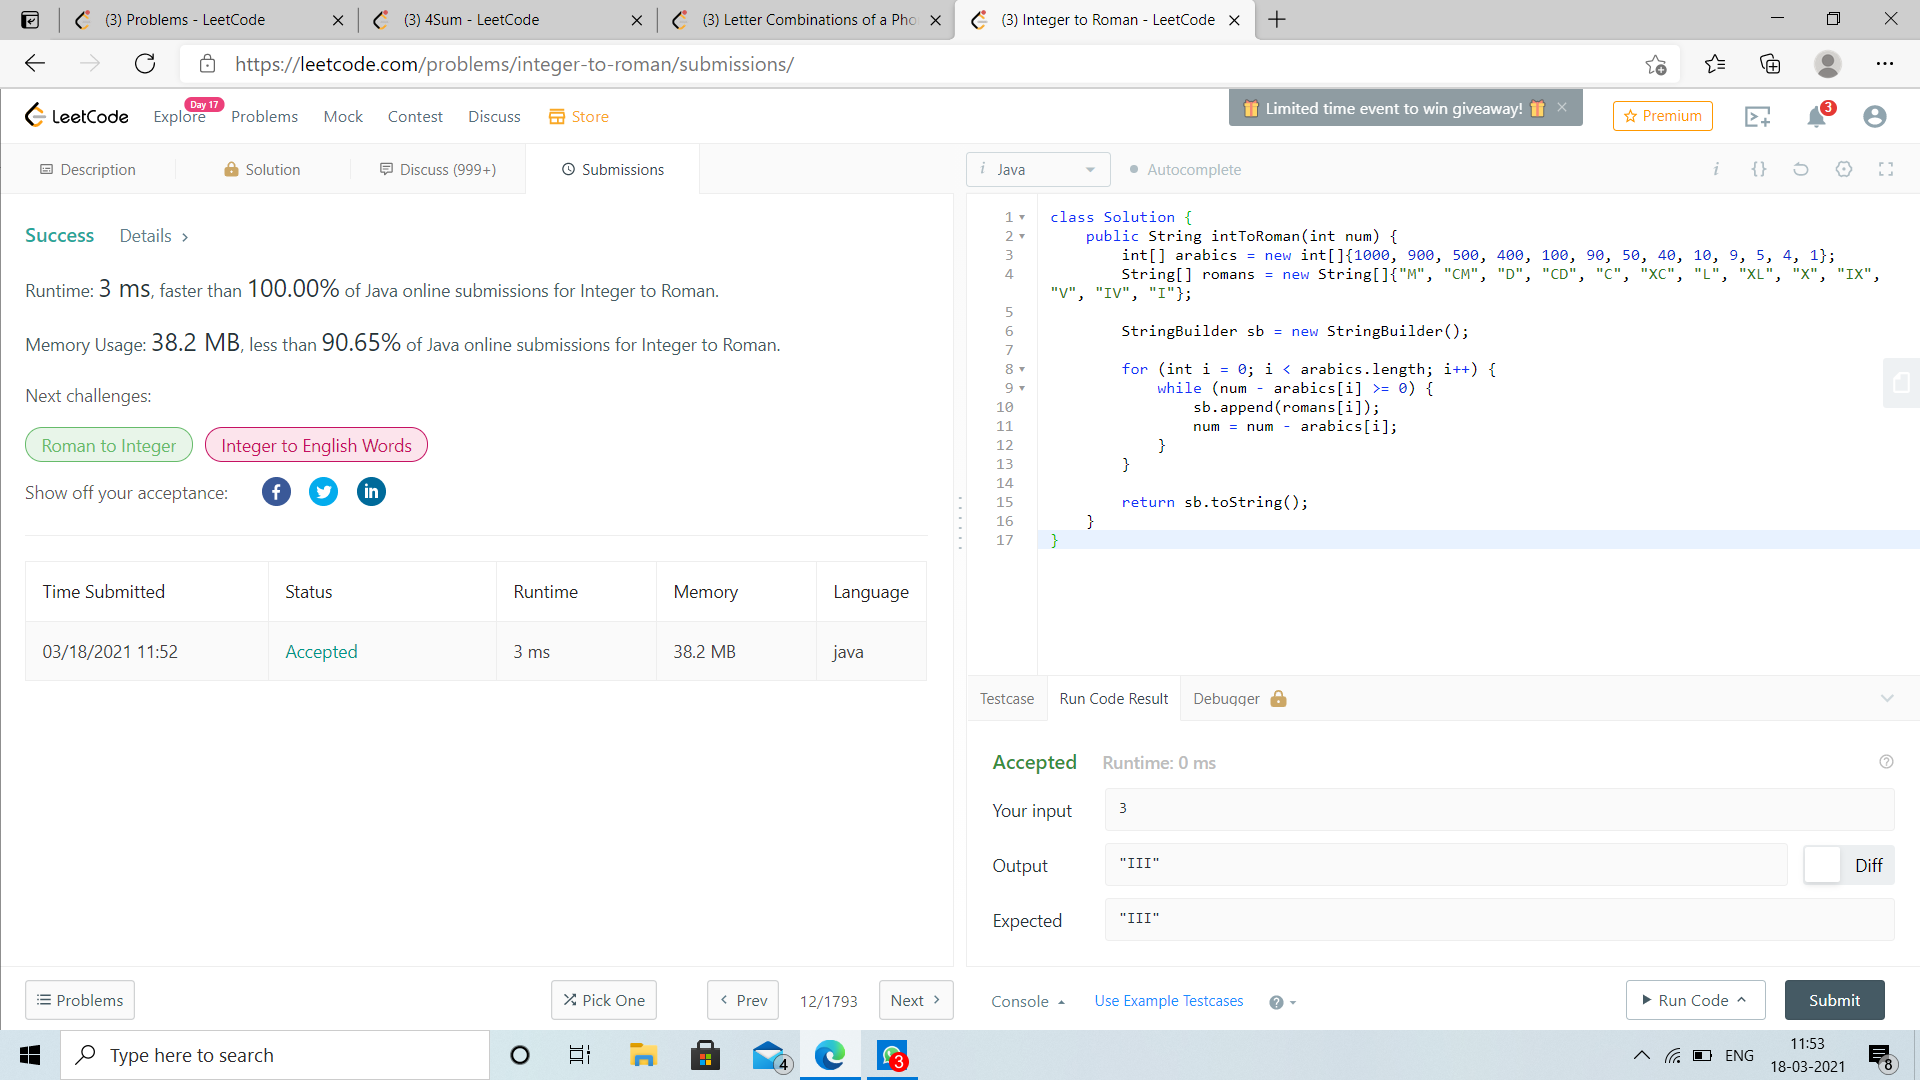 (3) Problems - LeetCode
(3) 4Sum - LeetCode
(3) Letter Combinations of a Pho
(3) Integer to Roman - LeetCode
https://leetcode.com/problems/integer-to-roman/submissions/
LeetCode
Explore
Day 17
Problems
Mock
Contest
Discuss
Store
Limited time event to win giveaway!
Premium
3
Description
Solution
Discuss (999+)
Submissions
i Java
Autocomplete
Success
Details >
Runtime: 3 ms, faster than 100.00% of Java online submissions for Integer to Roman.
Memory Usage: 38.2 MB, less than 90.65% of Java online submissions for Integer to Roman.
Next challenges:
Roman to Integer
Integer to English Words
Show off your acceptance:
Time Submitted Status Runtime Memory Language
03/18/2021 11:52 Accepted 3 ms 38.2 MB java
1 class Solution {
2 public String intToRoman(int num) {
3 int[] arabics = new int[]{1000, 900, 500, 400, 100, 90, 50, 40, 10, 9, 5, 4, 1};
4 String[] romans = new String[]{"M", "CM", "D", "CD", "C", "XC", "L", "XL", "X", "IX",
"V", "IV", "I"};
5
6 StringBuilder sb = new StringBuilder();
7
8 for (int i = 0; i < arabics.length; i++) {
9 while (num - arabics[i] >= 0) {
10 sb.append(romans[i]);
11 num = num - arabics[i];
12 }
13 }
14
15 return sb.toString();
16 }
17 }
Testcase
Run Code Result
Debugger
Accepted
Runtime: 0 ms
Your input
3
Output
"III"
Diff
Expected
"III"
Problems
Pick One
< Prev
12/1793
Next >
Console
Use Example Testcases
Run Code
Submit
Type here to search
4
3
ENG
11:53
18-03-2021
8